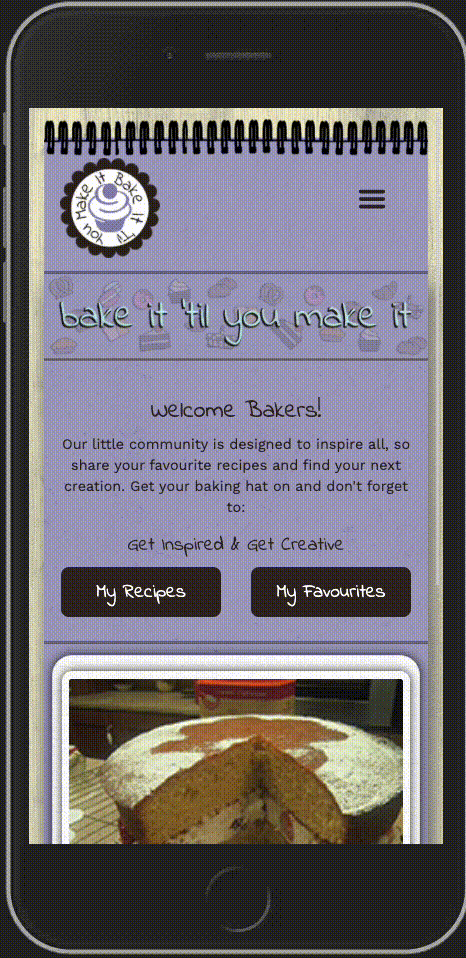 Make It Bake It 'Til You
bake it 'til you make it
Welcome Bakers!
Our little community is designed to inspire all, so
share your favourite recipes and find your next
creation. Get your baking hat on and don't forget
to:
Get Inspired & Get Creative
My Recipes
My Favourites